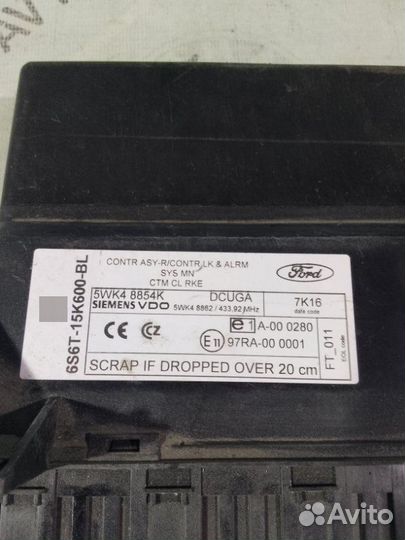 CONTR ASY-R/CONTR,LK & ALRM
SYS MN
CTM CL RKE
Ford
6S6T-15K600-BL
5WK4 8854K
DCUGA
7K16
SIEMENS VDO
5WK4 8862 / 433,92 MHz
date code
CE
CZ
e1 A-00 0280
E11 97RA-00 0001
FT_011
EOL code
SCRAP IF DROPPED OVER 20 cm
Avito